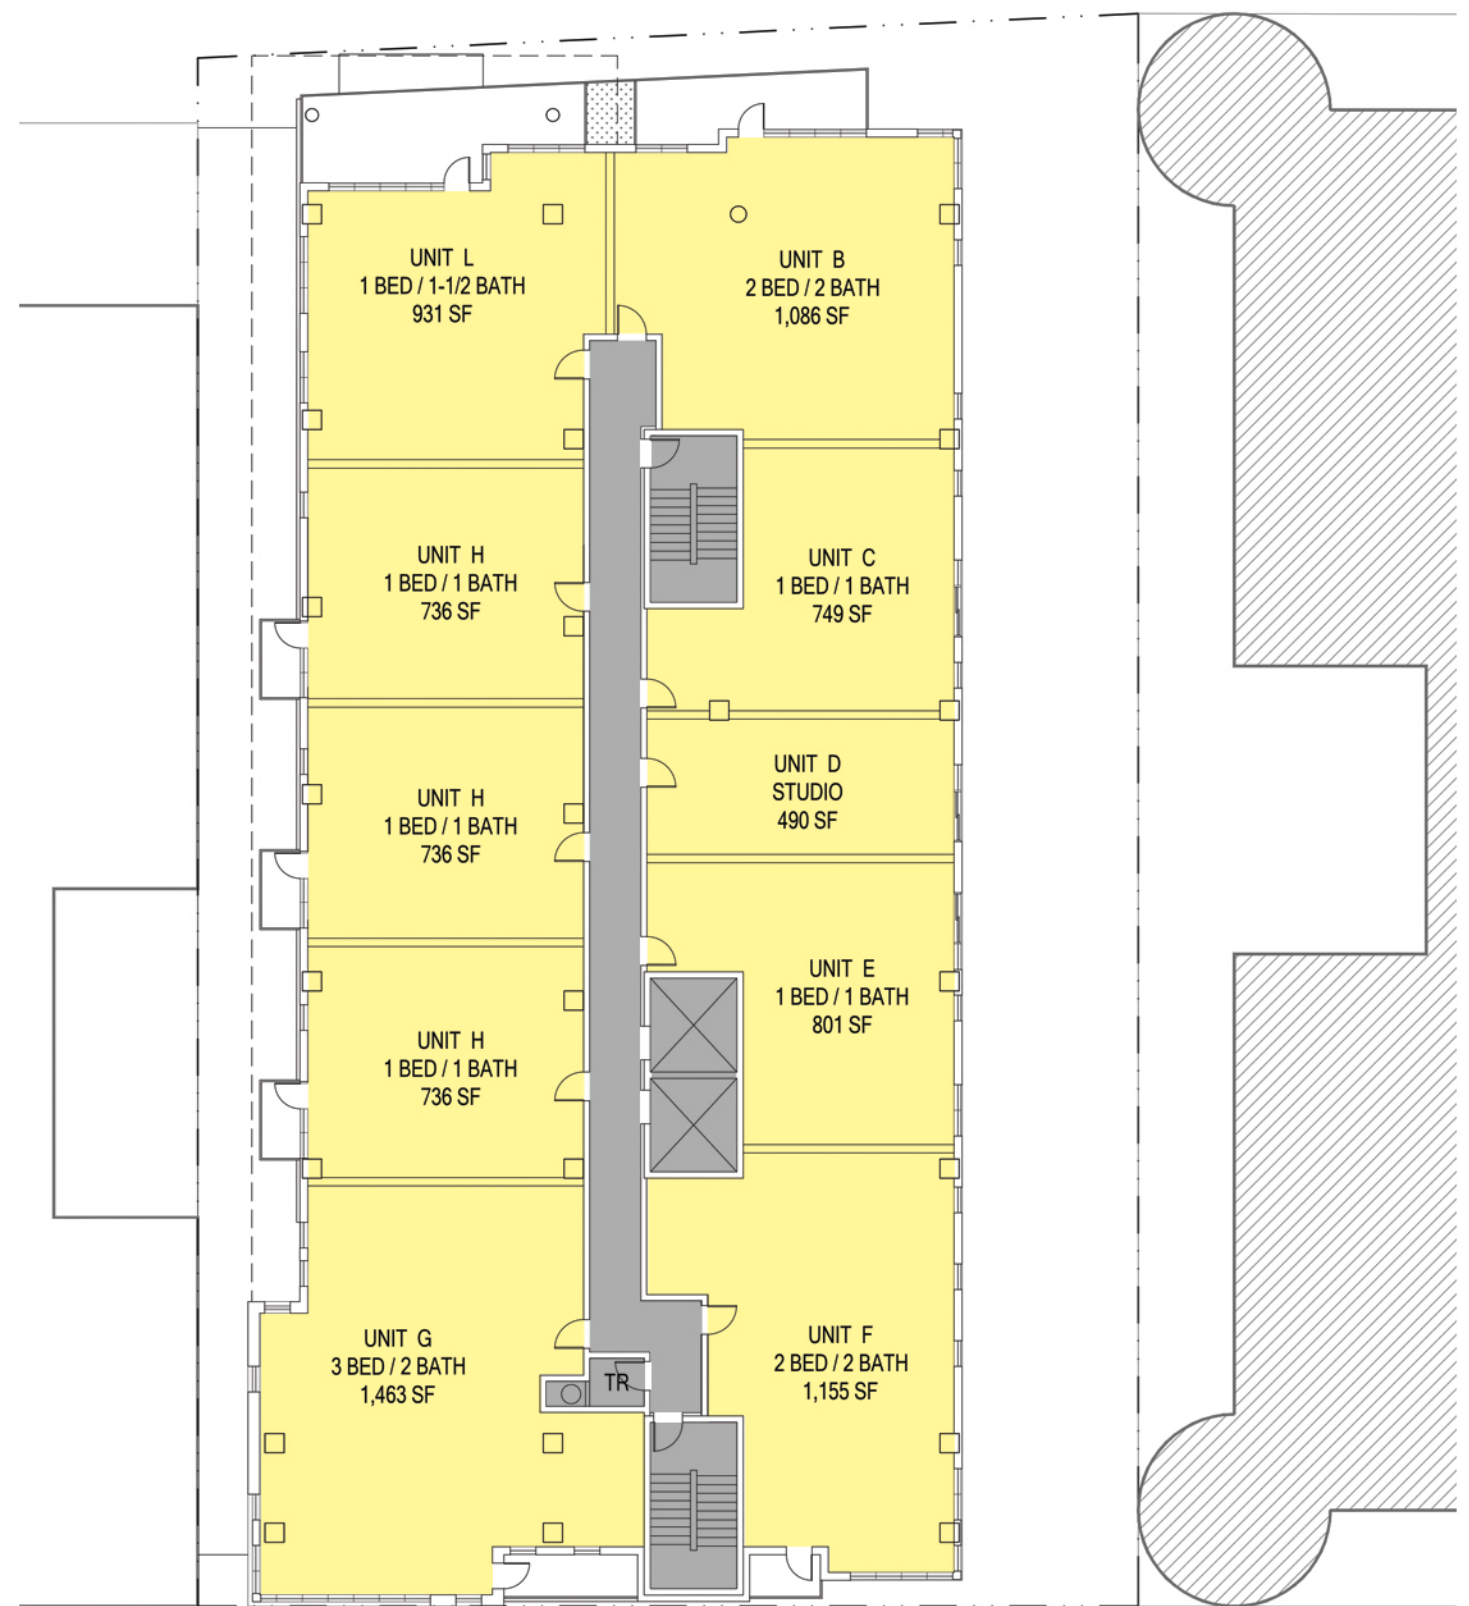 UNIT L
1 BED / 1-1/2 BATH
931 SF
UNIT B
2 BED / 2 BATH
1,086 SF
UNIT H
1 BED / 1 BATH
736 SF
UNIT C
1 BED / 1 BATH
749 SF
UNIT H
1 BED / 1 BATH
736 SF
UNIT D
STUDIO
490 SF
UNIT H
1 BED / 1 BATH
736 SF
UNIT E
1 BED / 1 BATH
801 SF
UNIT G
3 BED / 2 BATH
1,463 SF
TR
UNIT F
2 BED / 2 BATH
1,155 SF